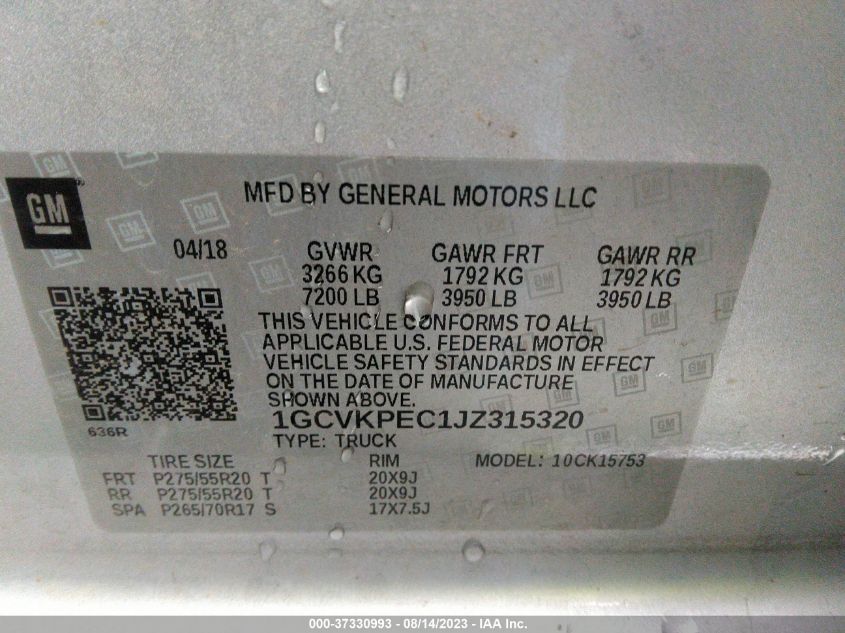 GM
MFD BY GENERAL MOTORS LLC
04/18 GVWR GAWR FRT GAWR RR
3266 KG 1792 KG 1792 KG
7200 LB 3950 LB 3950 LB
THIS VEHICLE CONFORMS TO ALL
APPLICABLE U.S. FEDERAL MOTOR
VEHICLE SAFETY STANDARDS IN EFFECT
ON THE DATE OF MANUFACTURE
SHOWN ABOVE.
636R
1GCVKPEC1JZ315320
TYPE: TRUCK
TIRE SIZE RIM MODEL: 10CK15753
FRT P275/55R20 T 20X9J
RR P275/55R20 T 20X9J
SPA P265/70R17 S 17X7.5J
000-37330993 - 08/14/2023 - IAA Inc.